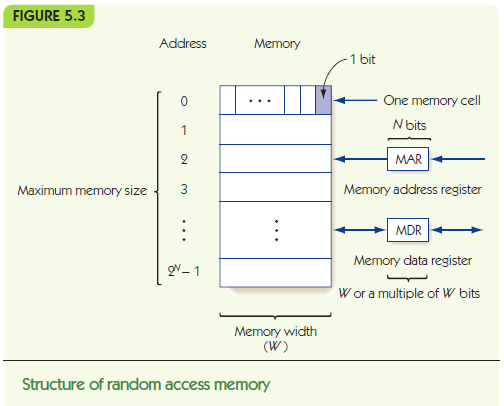 FIGURE 5.3
Address Memory
1 bit
0 ... One memory cell
N bits
1
2 MAR
Maximum memory size 3 Memory address register
⋮ ⋮ MDR
Memory data register
2ᴺ – 1
W or a multiple of W bits
Memory width
(W)
Structure of random access memory